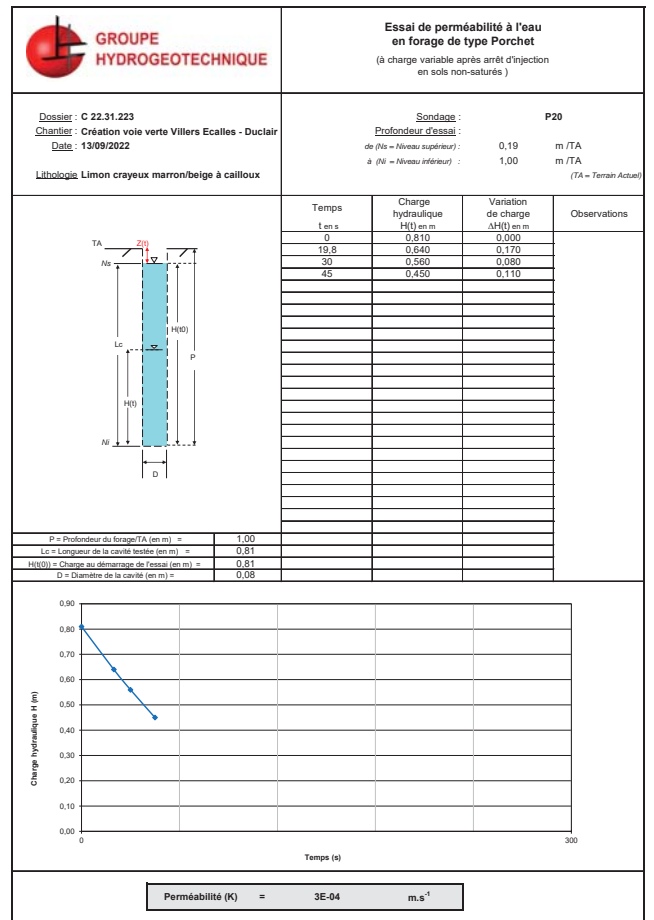 GROUPE
HYDROGEOTECHNIQUE
Essai de perméabilité à l'eau
en forage de type Porchet
(à charge variable après arrêt d'injection
en sols non-saturés )
Dossier : C 22.31.223
Chantier : Création voie verte Villers Ecalles - Duclair
Date : 13/09/2022
Lithologie Limon crayeux marron/beige à cailloux
Sondage : P20
Profondeur d'essai :
de (Ns = Niveau supérieur) : 0,19 m /TA
à (Ni = Niveau inférieur) : 1,00 m /TA
(TA = Terrain Actuel)
Temps Charge Variation
hydraulique de charge Observations
t en s H(t) en m ΔH(t) en m
0 0,810 0,000
19,8 0,640 0,170
30 0,560 0,080
45 0,450 0,110
TA Z(t)
Ns
H(t0)
Lc
P
H(t)
Ni
D
P = Profondeur du forage/TA (en m) = 1,00
Lc = Longueur de la cavité testée (en m) = 0,81
H(t(0)) = Charge au démarrage de l'essai (en m) = 0,81
D = Diamètre de la cavité (en m) = 0,08
0,90
0,80
0,70
0,60
0,50
0,40
0,30
0,20
0,10
0,00
Charge hydraulique H (m)
0 300
Temps (s)
Perméabilité (K) = 3E-04 m.s-1